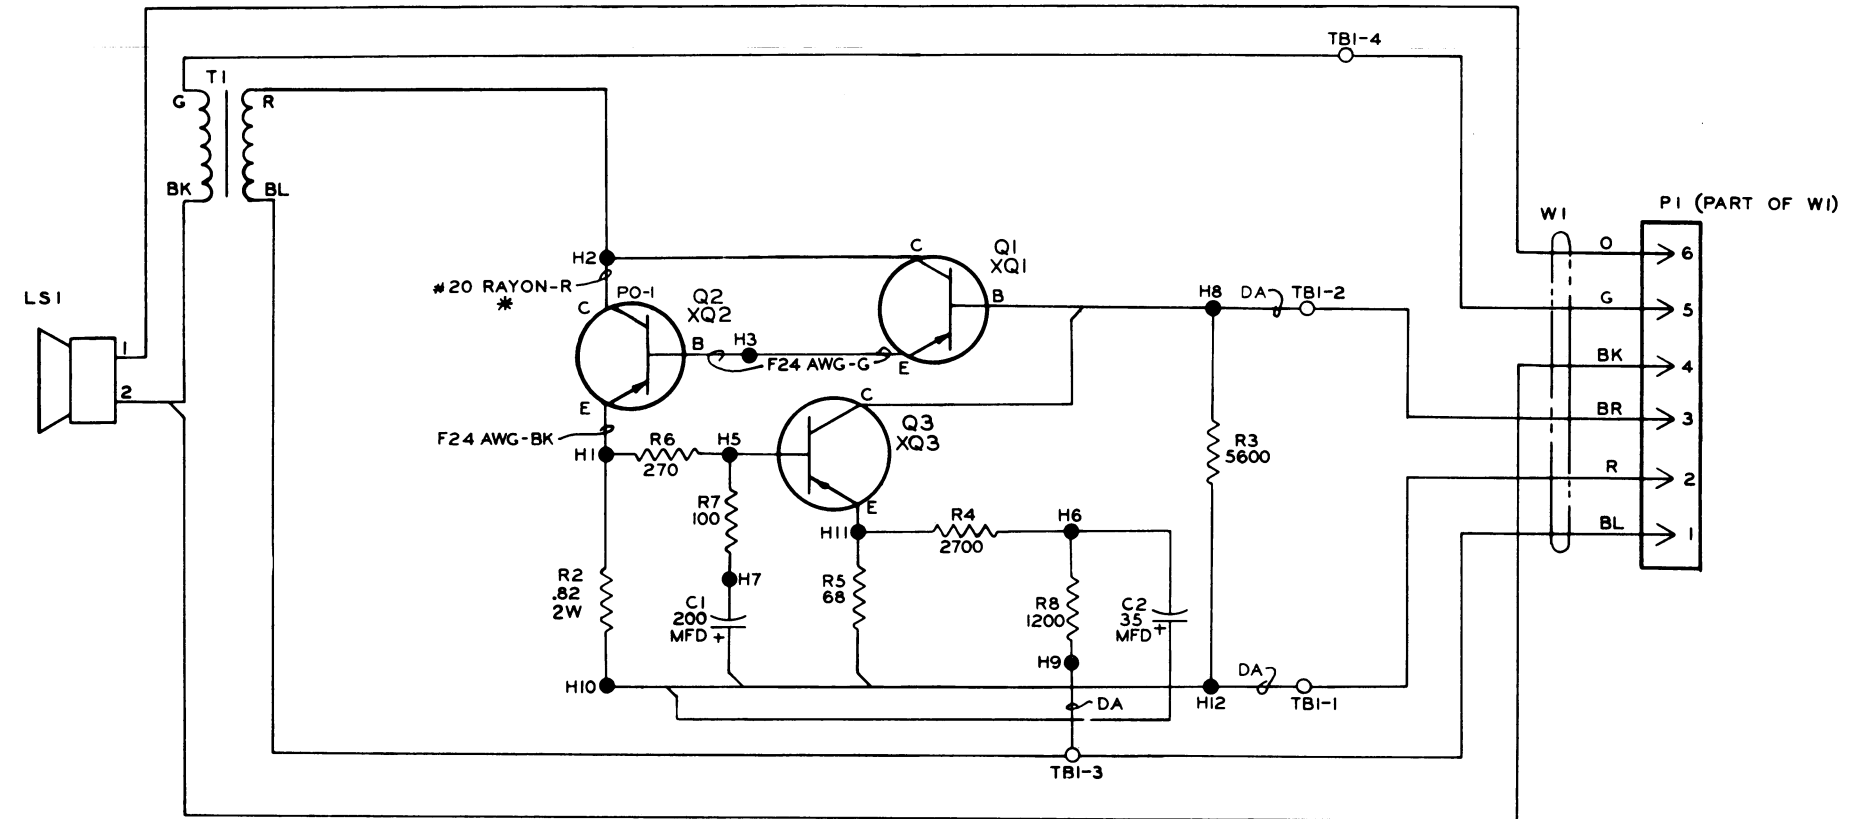 TB1-4
T1
G
R
BK
BL
P1 (PART OF W1)
W1
LS1
1
2
H2
#20 RAYON-R
*
C
PO-1
Q2
XQ2
B
E
H3
F24 AWG-G
C
Q1
XQ1
B
E
H8
DA
TB1-2
O
6
G
5
BK
4
BR
3
R
2
BL
1
F24 AWG-BK
H1
R6
270
H5
C
Q3
XQ3
E
R3
5600
R7
100
H11
R4
2700
H6
H7
R2
.82
2W
C1
200
MFD +
R5
68
R8
1200
C2
35
MFD +
H9
H10
DA
H12
DA
TB1-1
TB1-3